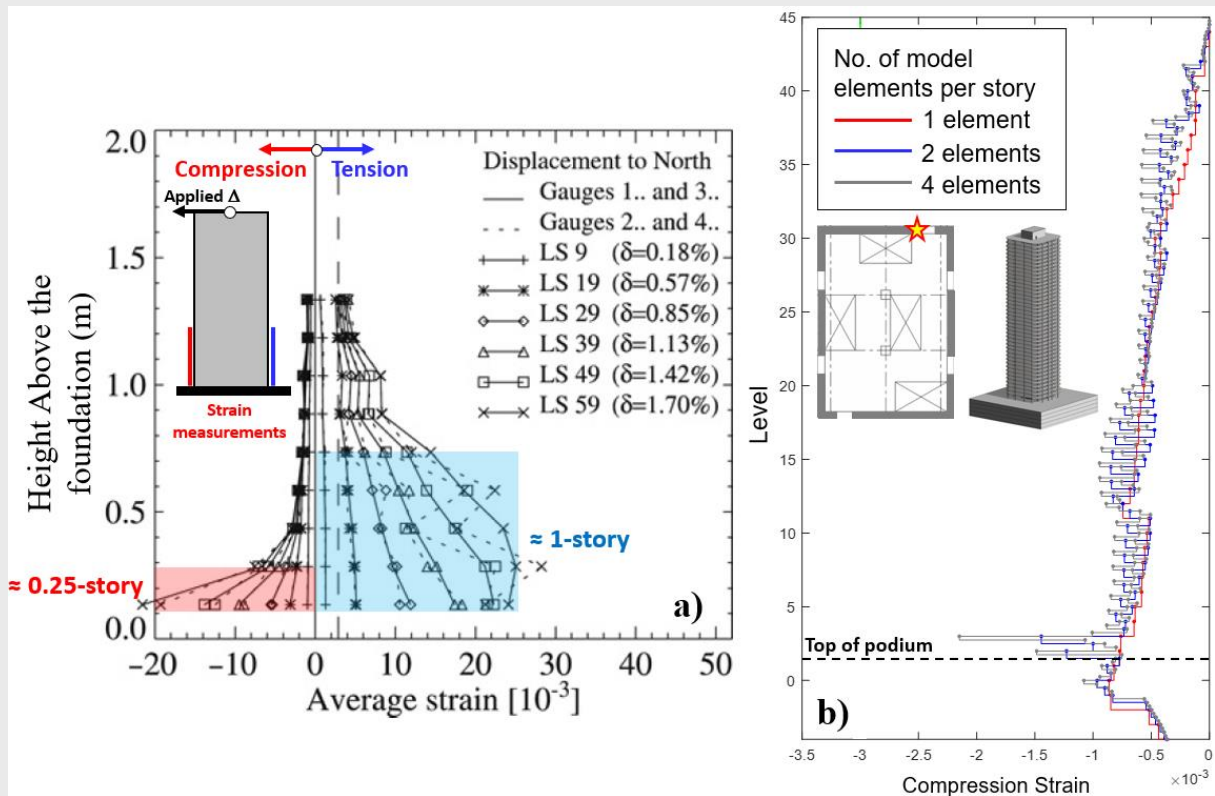 2.0
1.5
1.0
0.5
0.0
Height Above the
foundation (m)
Compression
Tension
Applied Δ
Strain
measurements
Displacement to North
Gauges 1.. and 3..
Gauges 2.. and 4..
LS 9 (δ=0.18%)
LS 19 (δ=0.57%)
LS 29 (δ=0.85%)
LS 39 (δ=1.13%)
LS 49 (δ=1.42%)
LS 59 (δ=1.70%)
≈ 1-story
≈ 0.25-story
a)
−20 −10 0 10 20 30 40 50
Average strain [10⁻³]
45
40
35
30
25
20
15
10
5
0
Level
No. of model
elements per story
1 element
2 elements
4 elements
Top of podium
b)
-3.5 -3 -2.5 -2 -1.5 -1 -0.5 0
×10⁻³
Compression Strain